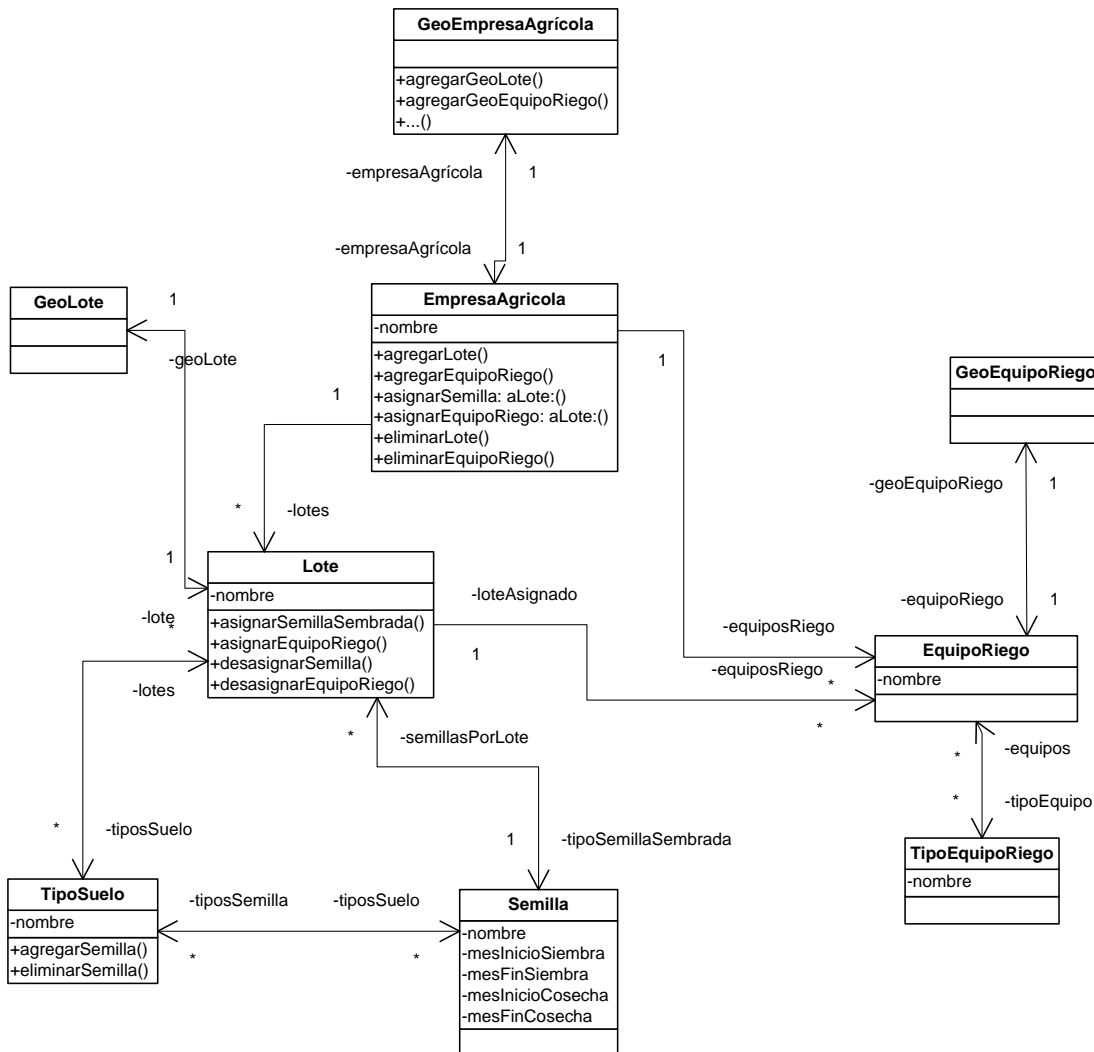 GeoEmpresaAgrícola
+agregarGeoLote()
+agregarGeoEquipoRiego()
+...()
-empresaAgrícola
1
-empresaAgrícola
1
EmpresaAgricola
-nombre
+agregarLote()
+agregarEquipoRiego()
+asignarSemilla: aLote:()
+asignarEquipoRiego: aLote:()
+eliminarLote()
+eliminarEquipoRiego()
GeoLote
1
-geoLote
1
1
GeoEquipoRiego
-geoEquipoRiego
1
*
-lotes
1
-lote
Lote
-nombre
+asignarSemillaSembrada()
+asignarEquipoRiego()
+desasignarSemilla()
+desasignarEquipoRiego()
-loteAsignado
1
-equipoRiego
1
-equiposRiego
*
-equiposRiego
*
EquipoRiego
-nombre
*
-lotes
*
-semillasPorLote
*
-equipos
*
-tipoEquipo
*
-tiposSuelo
1
-tipoSemillaSembrada
TipoEquipoRiego
-nombre
TipoSuelo
-nombre
+agregarSemilla()
+eliminarSemilla()
-tiposSemilla
*
-tiposSuelo
*
Semilla
-nombre
-mesInicioSiembra
-mesFinSiembra
-mesInicioCosecha
-mesFinCosecha